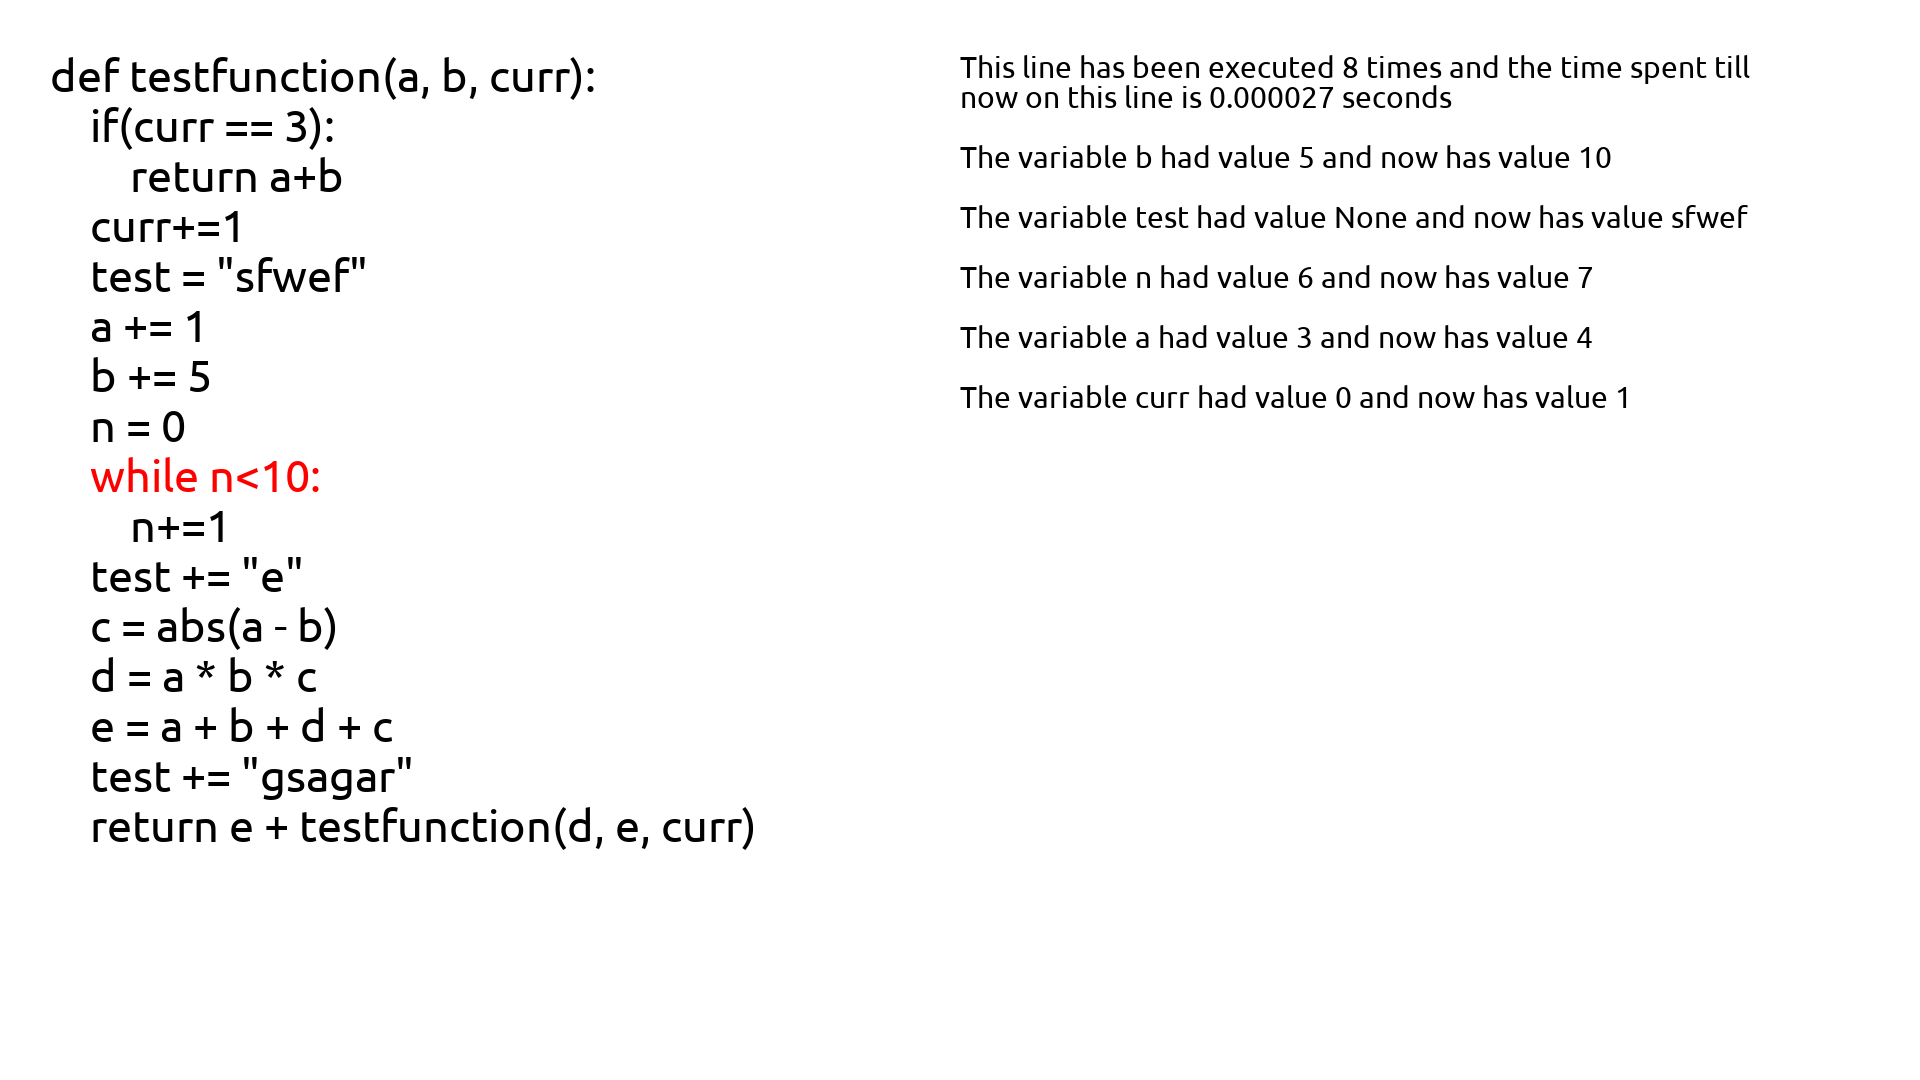 def testfunction(a, b, curr):
if(curr == 3):
return a+b
curr+=1
test = "sfwef"
a += 1
b += 5
n = 0
while n<10:
n+=1
test += "e"
c = abs(a - b)
d = a * b * c
e = a + b + d + c
test += "gsagar"
return e + testfunction(d, e, curr)
This line has been executed 8 times and the time spent till
now on this line is 0.000027 seconds
The variable b had value 5 and now has value 10
The variable test had value None and now has value sfwef
The variable n had value 6 and now has value 7
The variable a had value 3 and now has value 4
The variable curr had value 0 and now has value 1